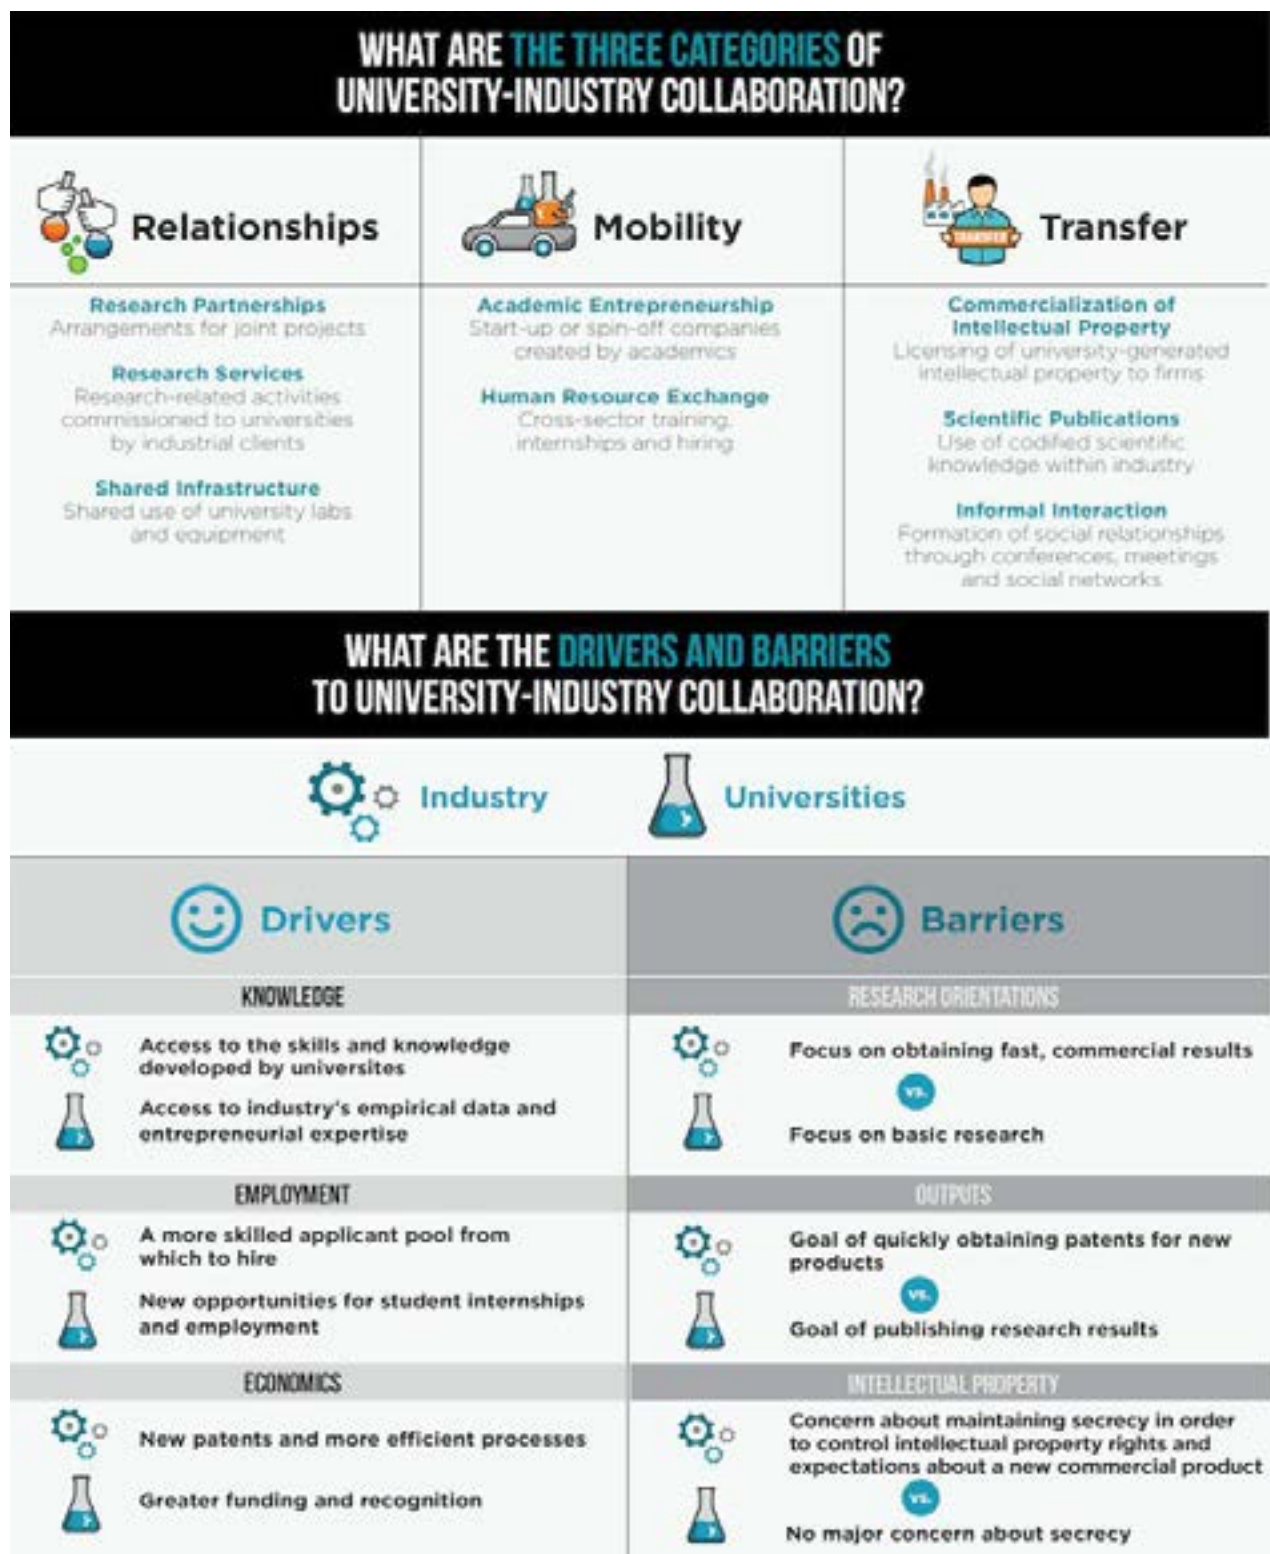 WHAT ARE THE THREE CATEGORIES OF
UNIVERSITY-INDUSTRY COLLABORATION?
Relationships
Research Partnerships
Arrangements for joint projects
Research Services
Research-related activities
commissioned to universities
by industrial clients
Shared Infrastructure
Shared use of university labs
and equipment
Mobility
Academic Entrepreneurship
Start-up or spin-off companies
created by academics
Human Resource Exchange
Cross-sector training,
internships and hiring
TRANSFER
Transfer
Commercialization of
Intellectual Property
Licensing of university-generated
intellectual property to firms
Scientific Publications
Use of codified scientific
knowledge within industry
Informal Interaction
Formation of social relationships
through conferences, meetings
and social networks
WHAT ARE THE DRIVERS AND BARRIERS
TO UNIVERSITY-INDUSTRY COLLABORATION?
Industry
Universities
Drivers
KNOWLEDGE
Access to the skills and knowledge
developed by universites
Access to industry's empirical data and
entrepreneurial expertise
EMPLOYMENT
A more skilled applicant pool from
which to hire
New opportunities for student internships
and employment
ECONOMICS
New patents and more efficient processes
Greater funding and recognition
Barriers
RESEARCH ORIENTATIONS
Focus on obtaining fast, commercial results
vs.
Focus on basic research
OUTPUTS
Goal of quickly obtaining patents for new
products
vs.
Goal of publishing research results
INTELLECTUAL PROPERTY
Concern about maintaining secrecy in order
to control intellectual property rights and
expectations about a new commercial product
vs.
No major concern about secrecy